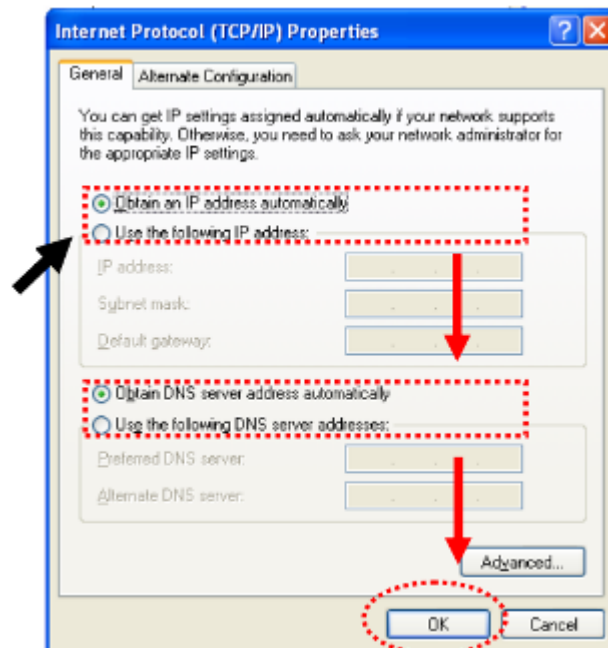 Internet Protocol (TCP/IP) Properties
General
Alternate Configuration
You can get IP settings assigned automatically if your network supports
this capability. Otherwise, you need to ask your network administrator for
the appropriate IP settings.
Obtain an IP address automatically
Use the following IP address:
IP address:
Subnet mask:
Default gateway:
Obtain DNS server address automatically
Use the following DNS server addresses:
Preferred DNS server:
Alternate DNS server:
Advanced...
OK
Cancel